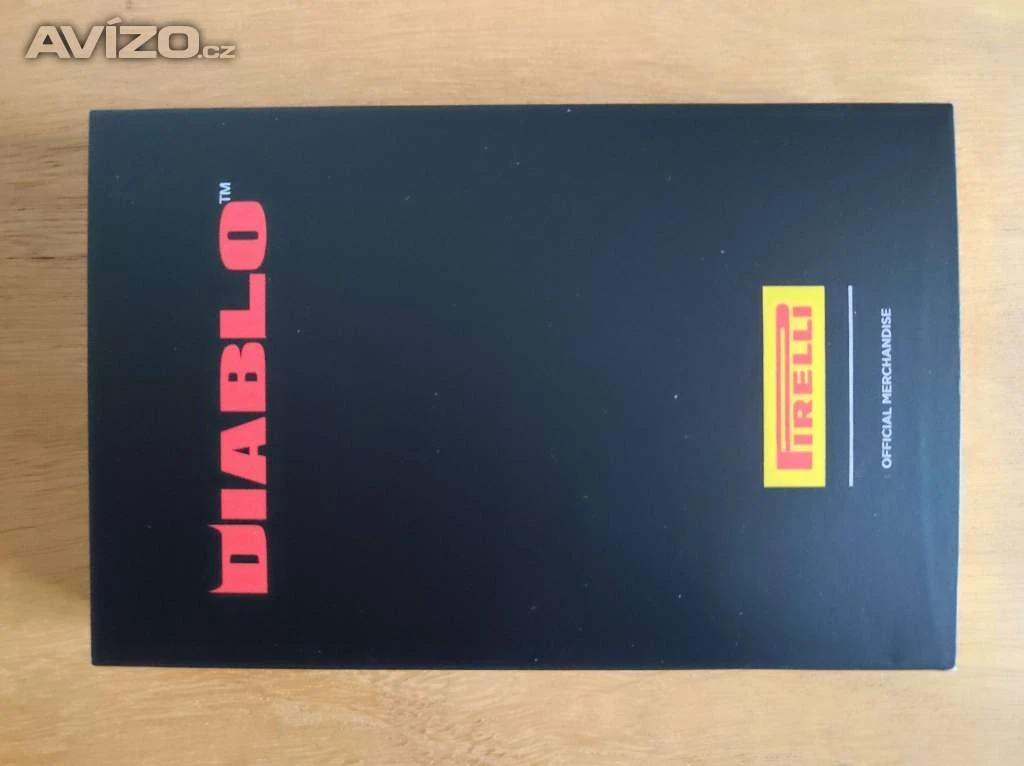 AVÍZO.cz
DIABLO™
PIRELLI
OFFICIAL MERCHANDISE